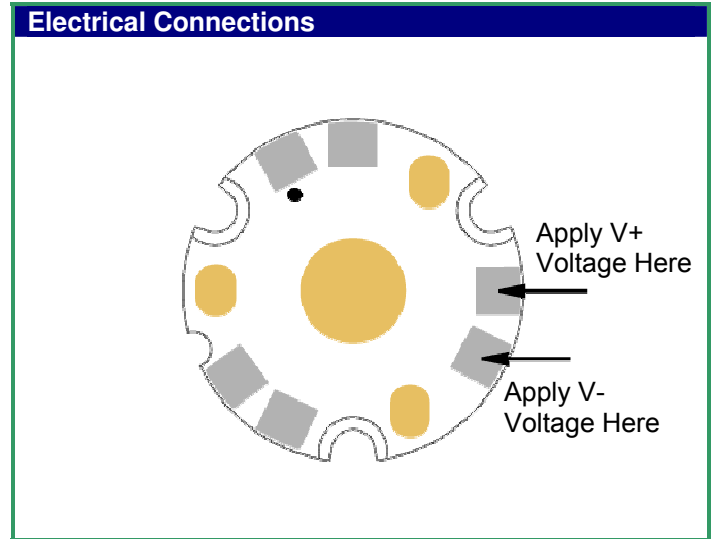 Electrical Connections
Apply V+
Voltage Here
Apply V-
Voltage Here